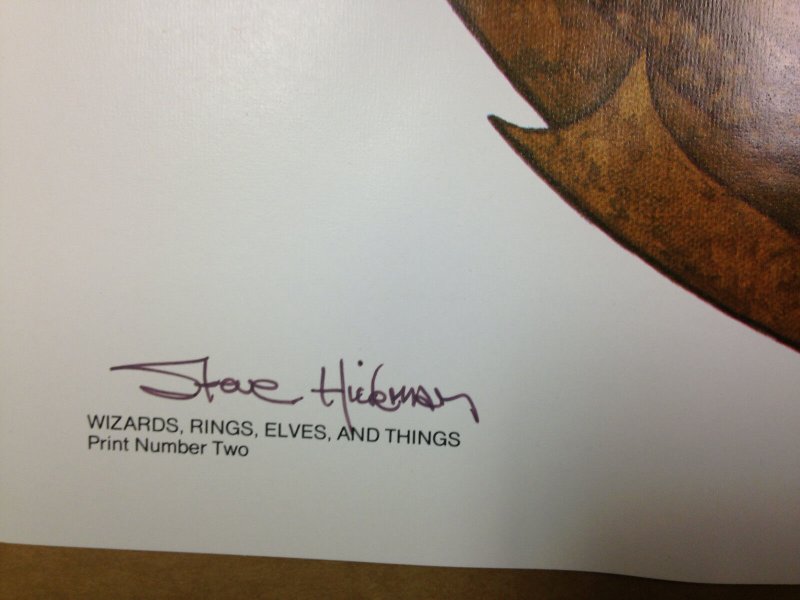 Steve Hickman
WIZARDS, RINGS, ELVES, AND THINGS
Print Number Two